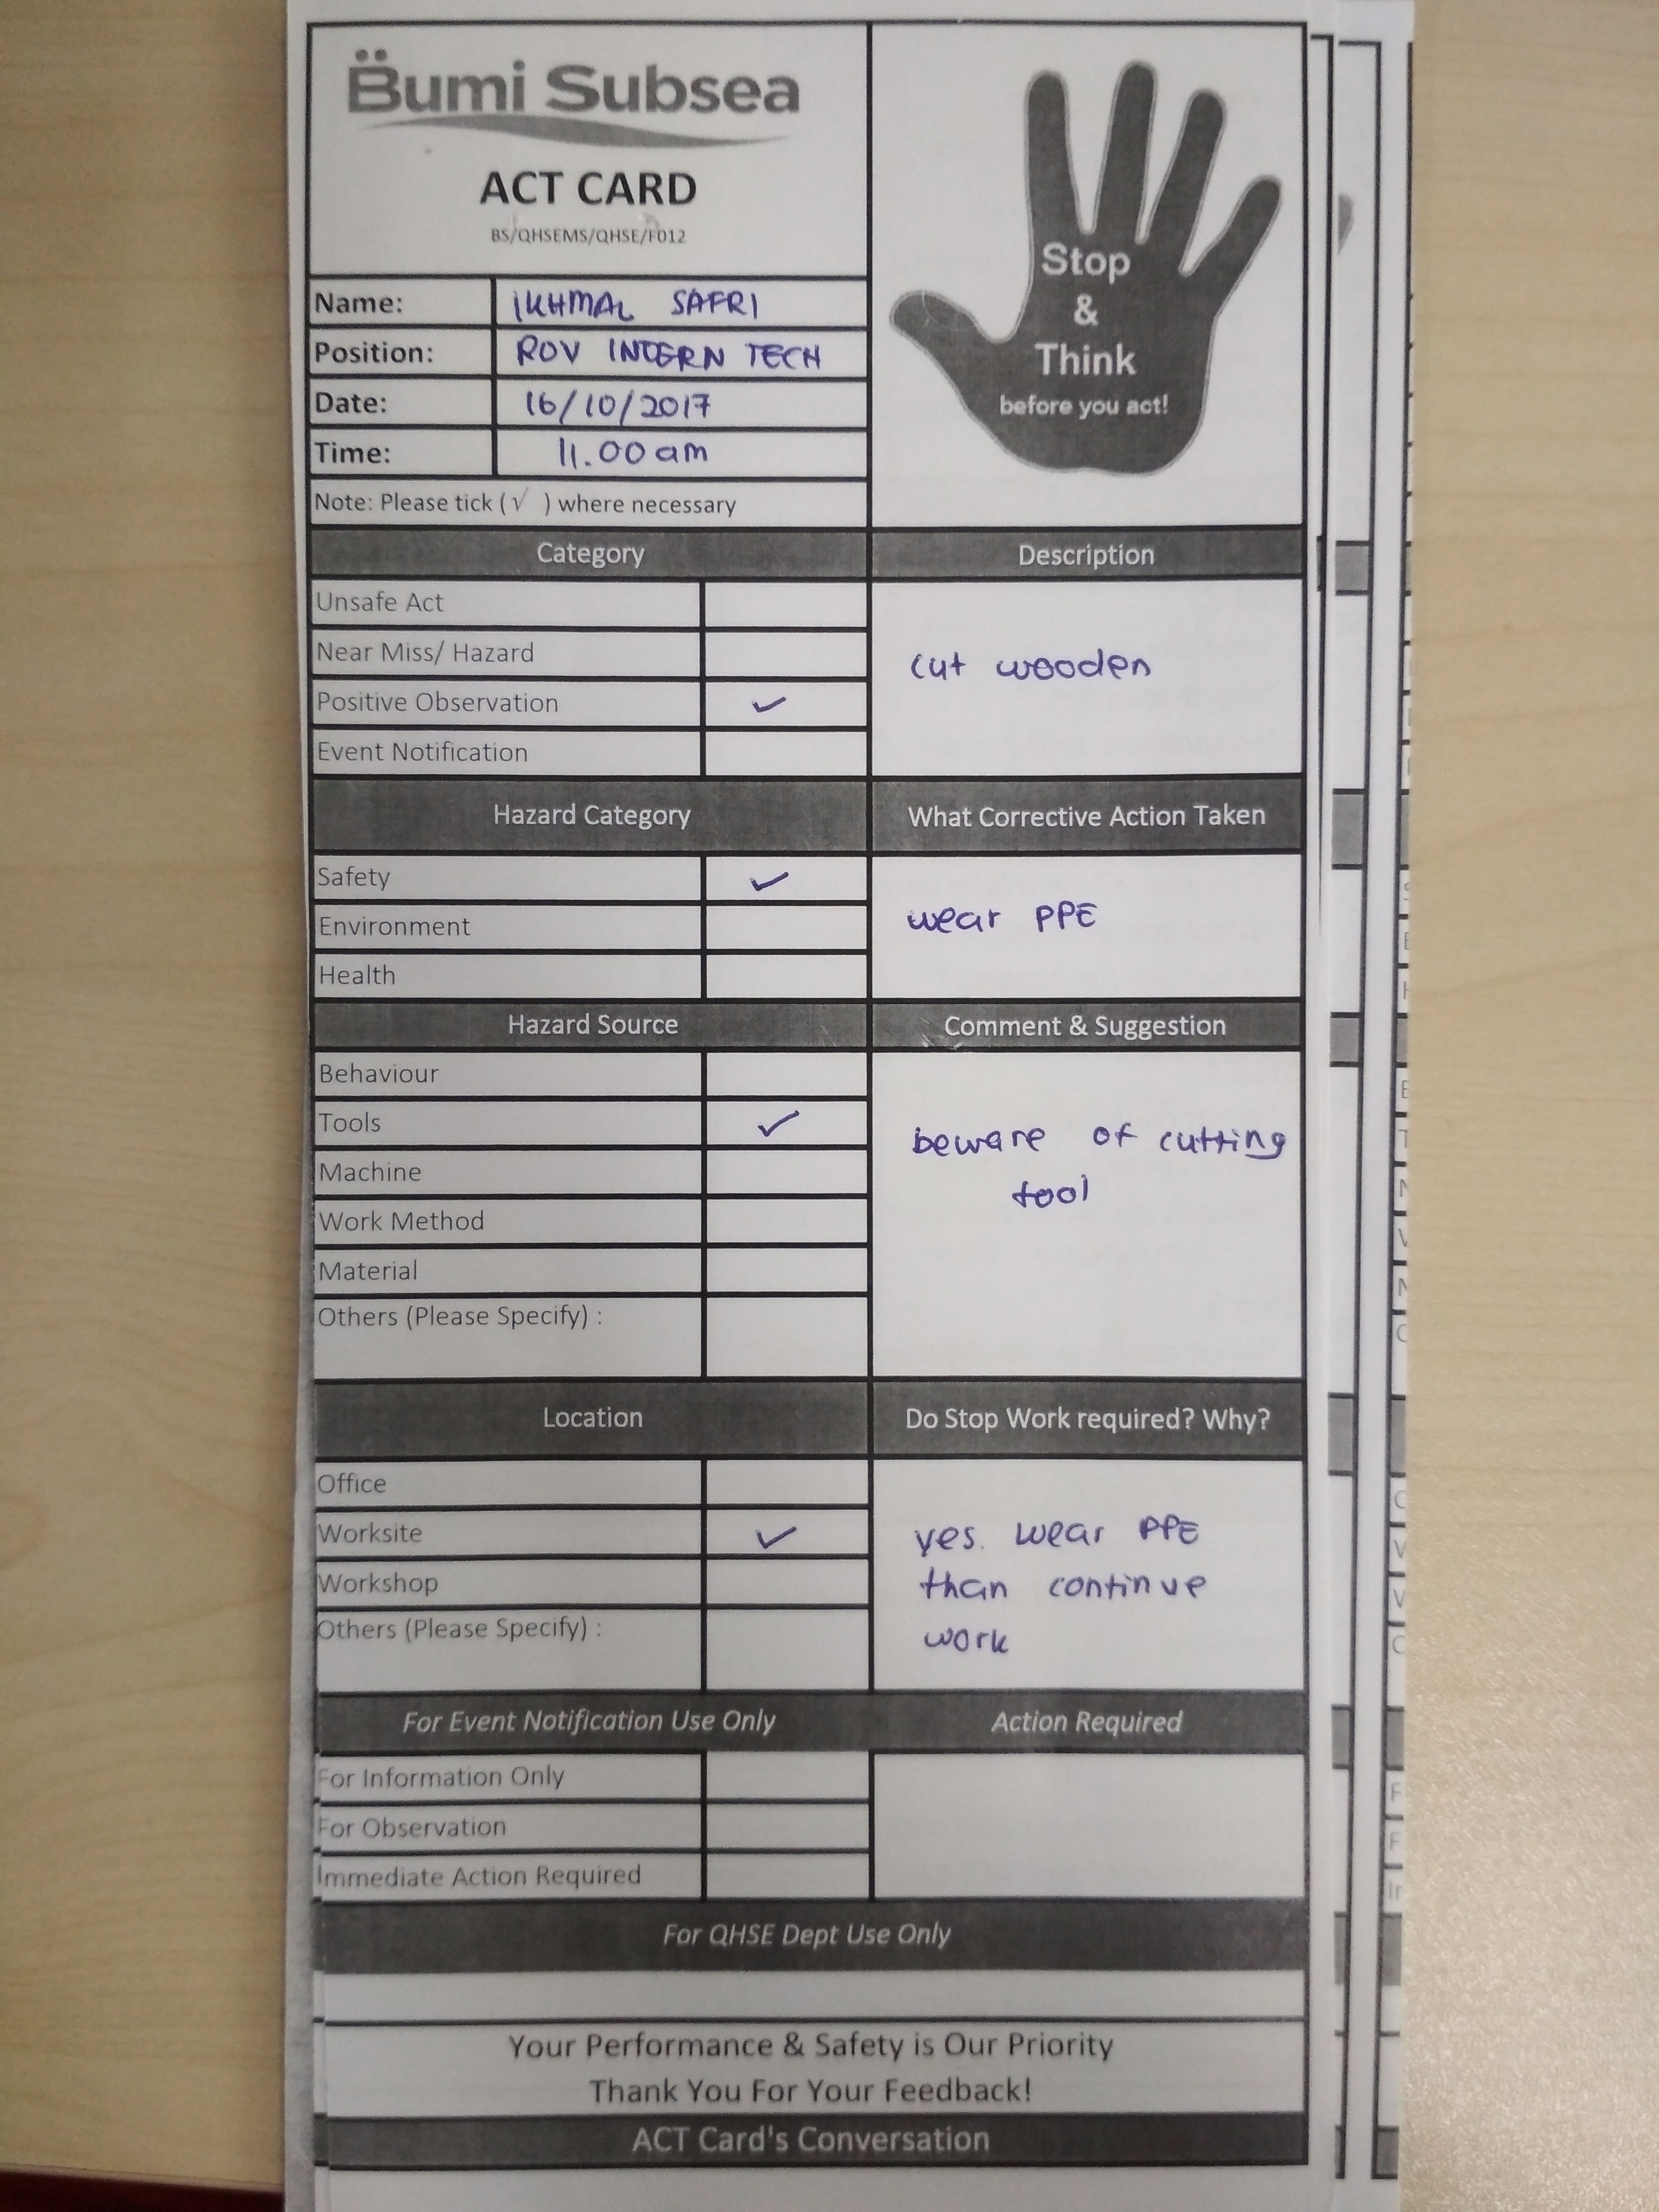 Bumi Subsea
ACT CARD
BS/QHSEMS/QHSE/F012
Stop
&
Think
before you act!
Name: IKHMAL SAFRI
Position: ROV INTERN TECH
Date: 16/10/2017
Time: 11.00 am
Note: Please tick (√ ) where necessary
Category
Description
Unsafe Act
Near Miss/ Hazard
Positive Observation ✓
Event Notification
cut wooden
Hazard Category
What Corrective Action Taken
Safety ✓
Environment
Health
wear PPE
Hazard Source
Comment & Suggestion
Behaviour
Tools ✓
Machine
Work Method
Material
Others (Please Specify) :
beware of cutting
tool
Location
Do Stop Work required? Why?
Office
Worksite ✓
Workshop
Others (Please Specify) :
yes. wear PPE
than continue
work
For Event Notification Use Only
Action Required
For Information Only
For Observation
Immediate Action Required
For QHSE Dept Use Only
Your Performance & Safety is Our Priority
Thank You For Your Feedback!
ACT Card's Conversation